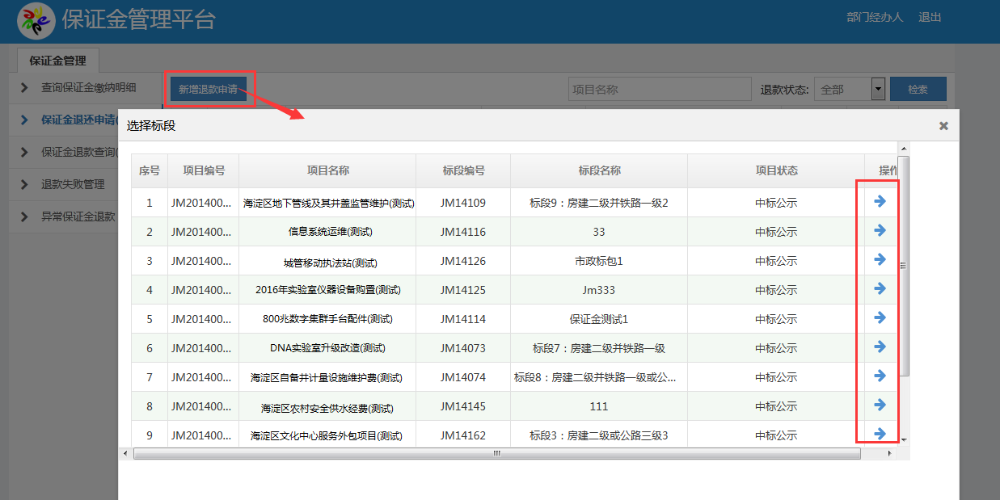 保证金管理平台
部门经办人 退出
保证金管理
查询保证金缴纳明细
新增退款申请
项目名称
退款状态: 全部
检索
保证金退还申请(
保证金退款查询(
退款失败管理
异常保证金退款
选择标段
序号 项目编号 项目名称 标段编号 标段名称 项目状态 操作
1 JM201400... 海淀区地下管线及其井盖监管维护(测试) JM14109 标段9：房建二级并铁路一级2 中标公示
2 JM201400... 信息系统运维(测试) JM14116 33 中标公示
3 JM201400... 城管移动执法站(测试) JM14126 市政标包1 中标公示
4 JM201400... 2016年实验室仪器设备购置(测试) JM14125 Jm333 中标公示
5 JM201400... 800兆数字集群手台配件(测试) JM14114 保证金测试1 中标公示
6 JM201400... DNA实验室升级改造(测试) JM14073 标段7：房建二级并铁路一级 中标公示
7 JM201400... 海淀区自备井计量设施维护费(测试) JM14074 标段8：房建二级并铁路一级或公... 中标公示
8 JM201400... 海淀区农村安全供水经费(测试) JM14145 111 中标公示
9 JM201400... 海淀区文化中心服务外包项目(测试) JM14162 标段3：房建二级或公路三级3 中标公示